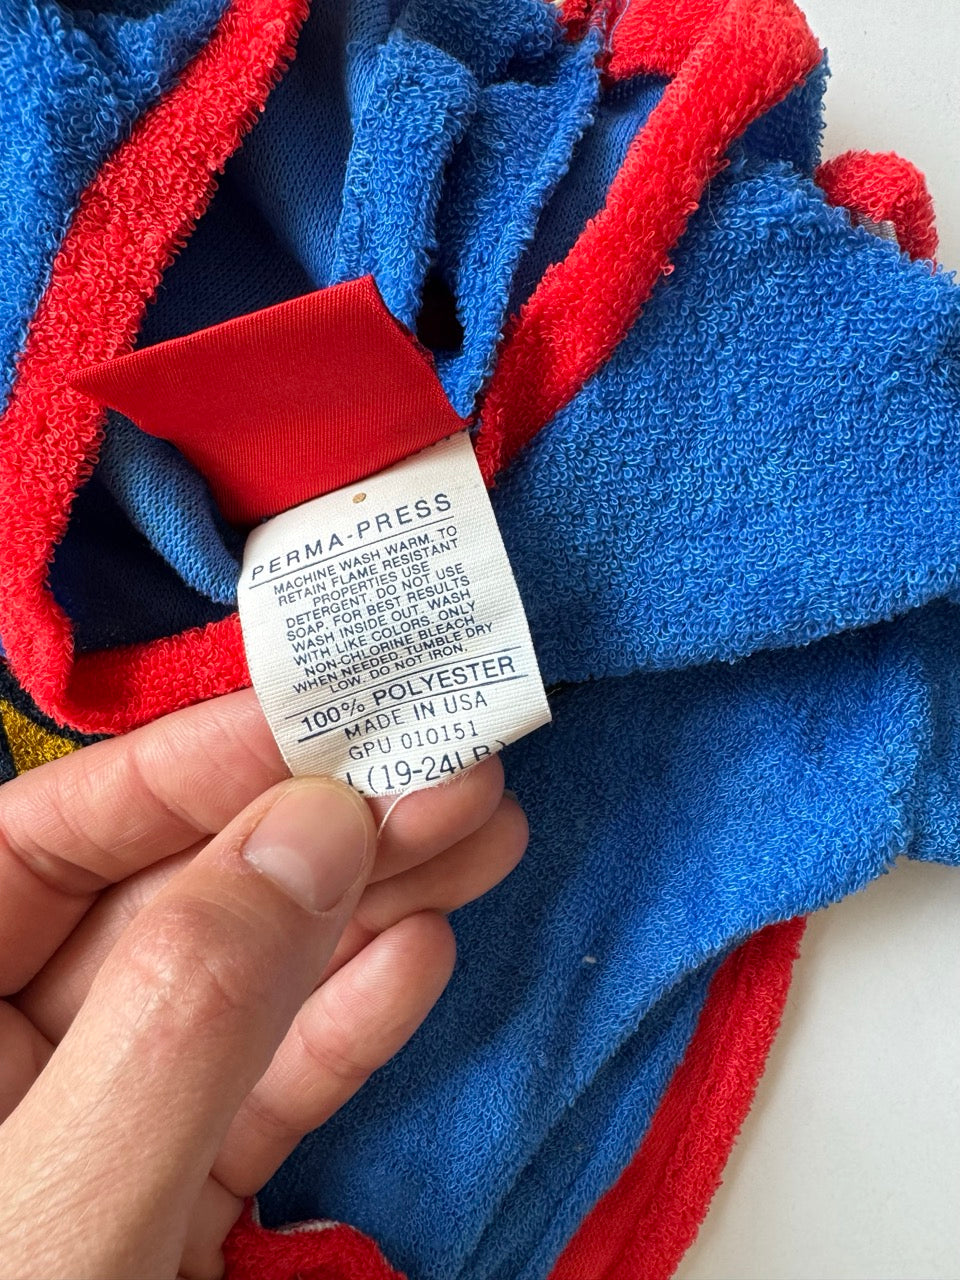 PERMA-PRESS
MACHINE WASH WARM. TO
RETAIN FLAME RESISTANT
PROPERTIES USE
DETERGENT. DO NOT USE
SOAP. FOR BEST RESULTS
WASH INSIDE OUT. WASH
WITH LIKE COLORS. ONLY
NON-CHLORINE BLEACH
WHEN NEEDED. TUMBLE DRY
LOW. DO NOT IRON.
100% POLYESTER
MADE IN USA
GPU 010151
L (19-24LB)